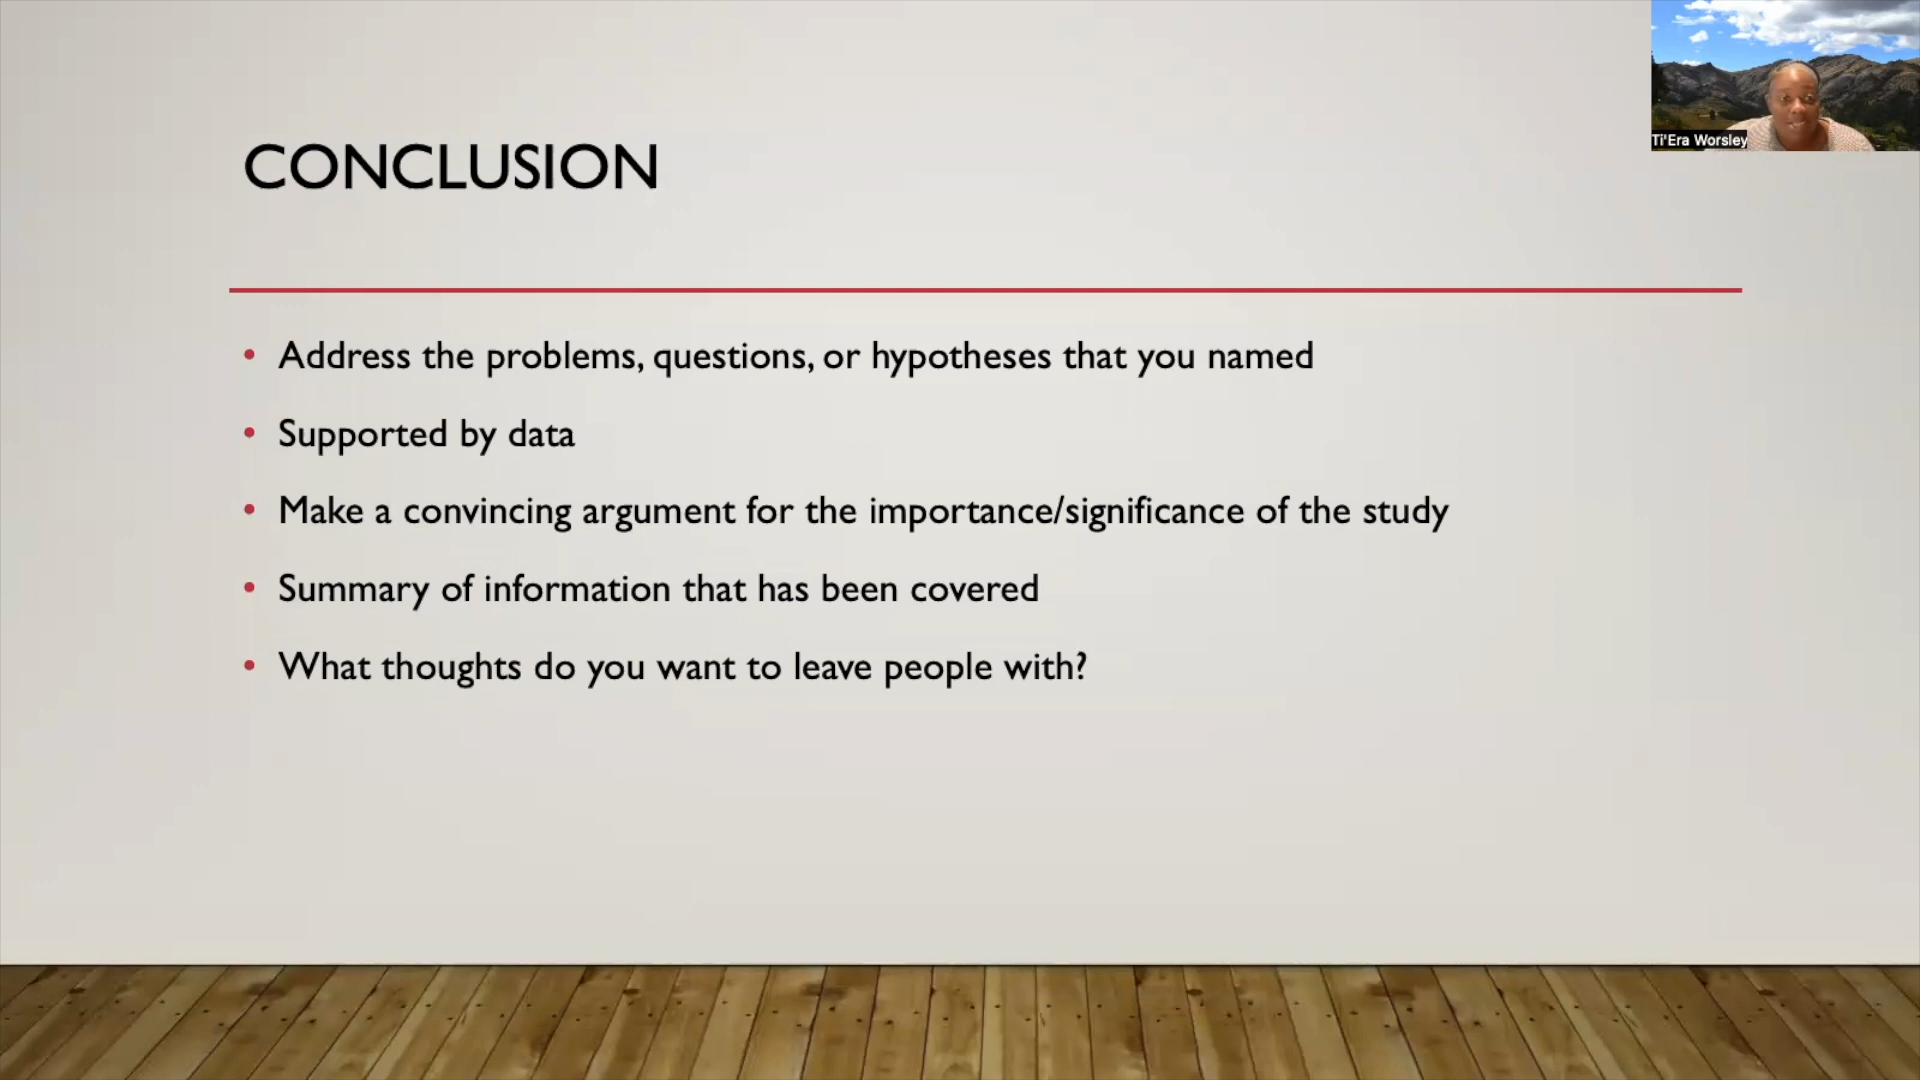 CONCLUSION
Ti'Era Worsley
• Address the problems, questions, or hypotheses that you named
• Supported by data
• Make a convincing argument for the importance/significance of the study
• Summary of information that has been covered
• What thoughts do you want to leave people with?